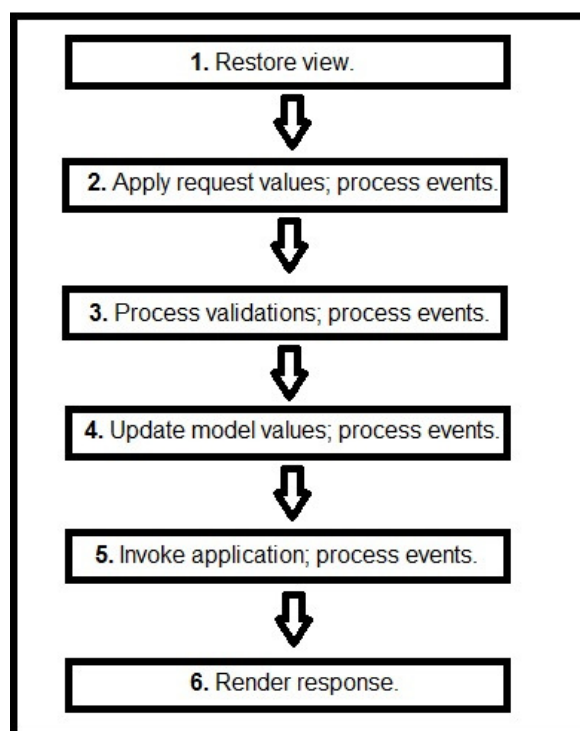 1. Restore view.
2. Apply request values; process events.
3. Process validations; process events.
4. Update model values; process events.
5. Invoke application; process events.
6. Render response.